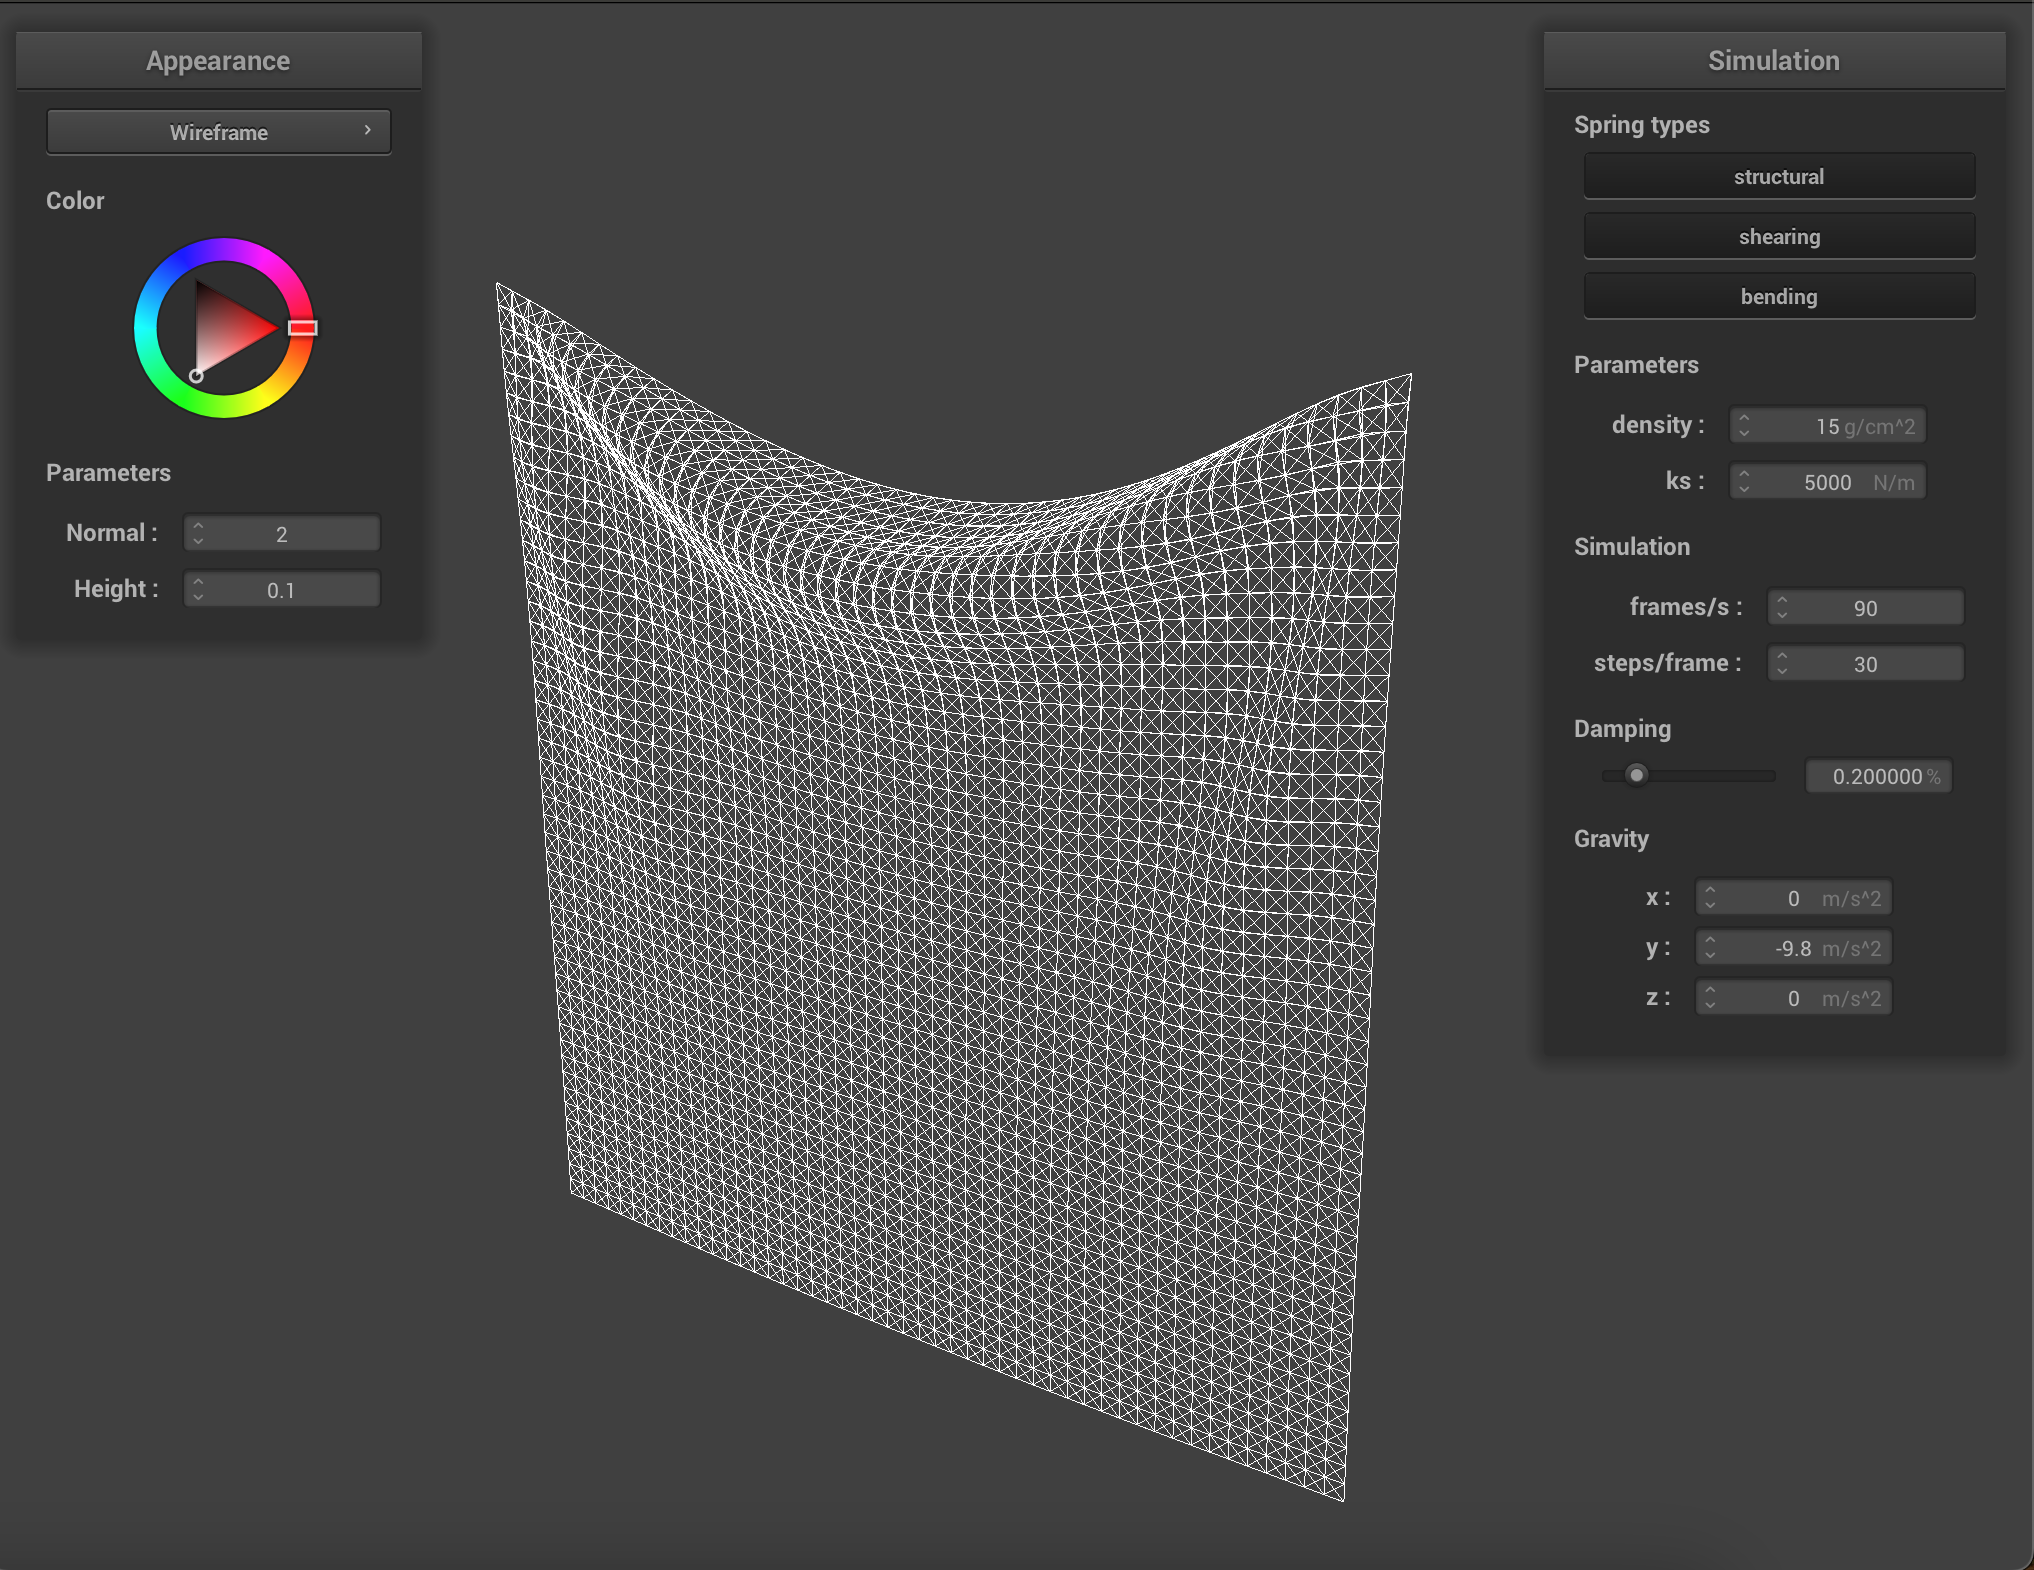 Appearance
Wireframe
Color
Parameters
Normal : 2
Height : 0.1
Simulation
Spring types
structural
shearing
bending
Parameters
density : 15 g/cm^2
ks : 5000 N/m
Simulation
frames/s : 90
steps/frame : 30
Damping
0.200000 %
Gravity
x : 0 m/s^2
y : -9.8 m/s^2
z : 0 m/s^2